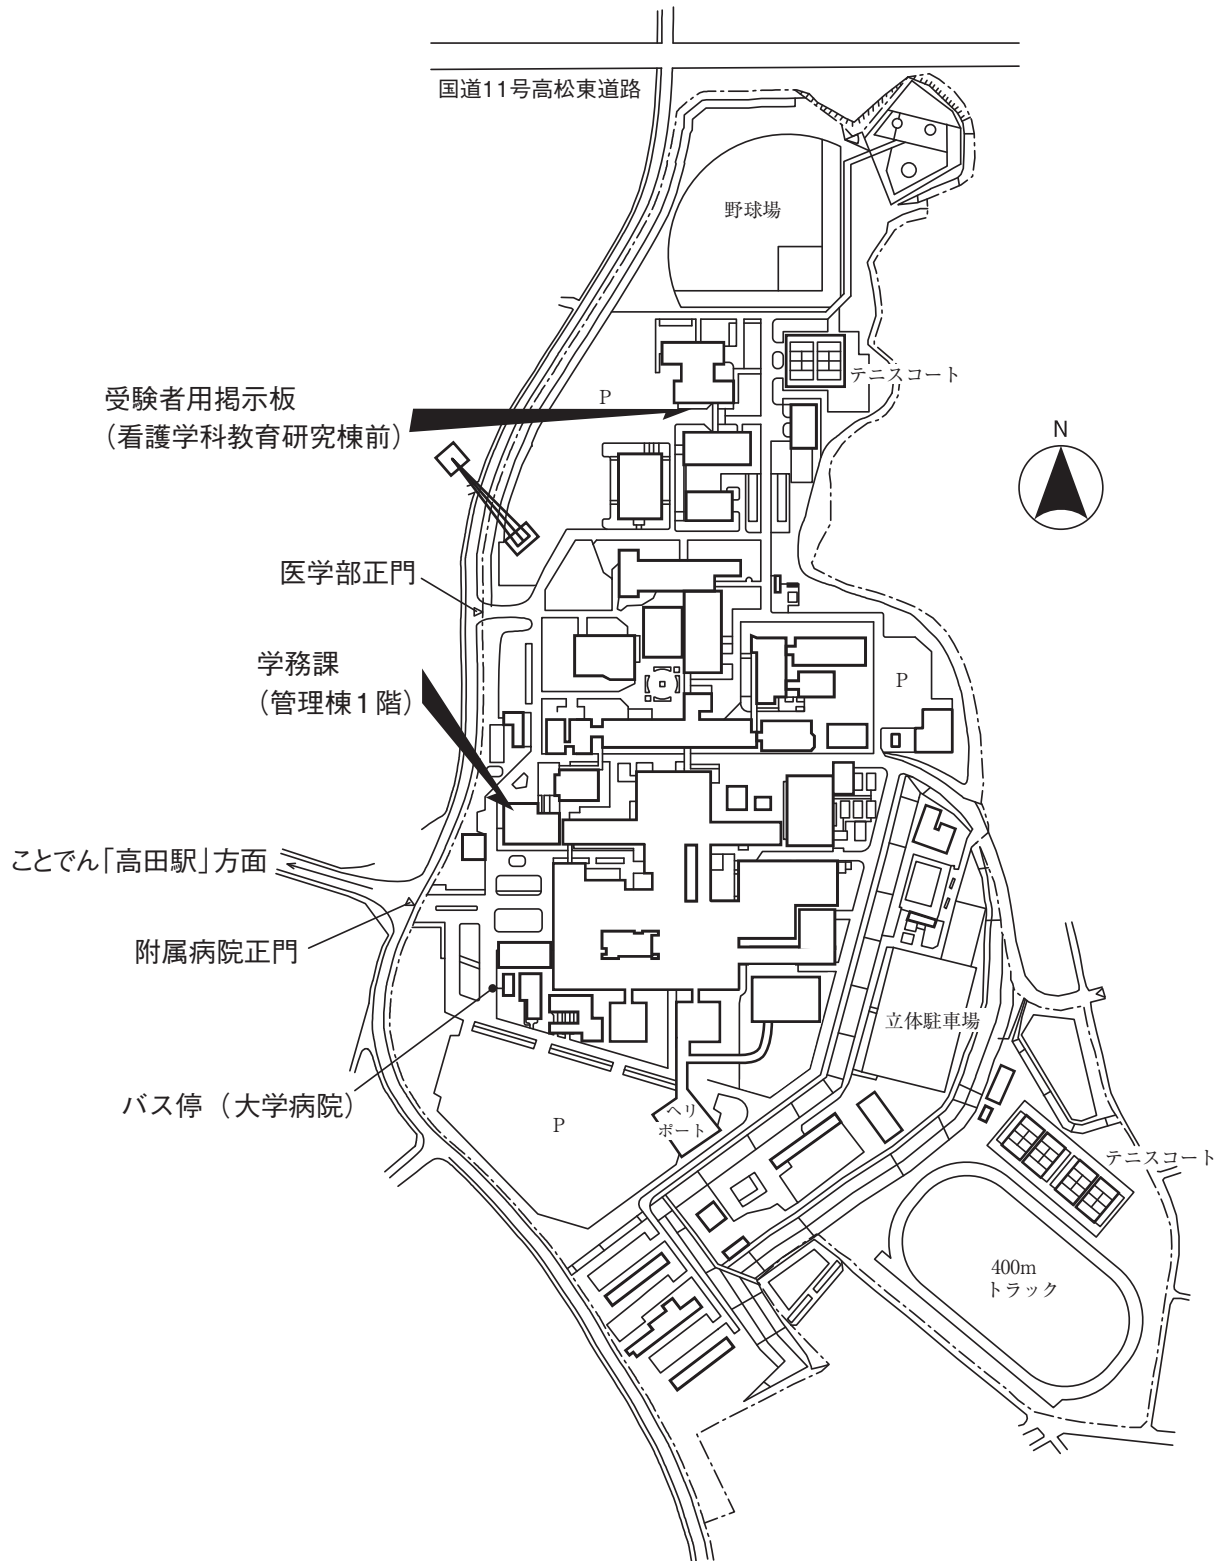 国道11号高松東道路
野球場
テニスコート
P
受験者用掲示板
（看護学科教育研究棟前）
N
医学部正門
学務課
（管理棟１階）
P
ことでん「高田駅」方面
附属病院正門
立体駐車場
バス停 （大学病院）
P
ヘリ
ポート
テニスコート
400m
トラック